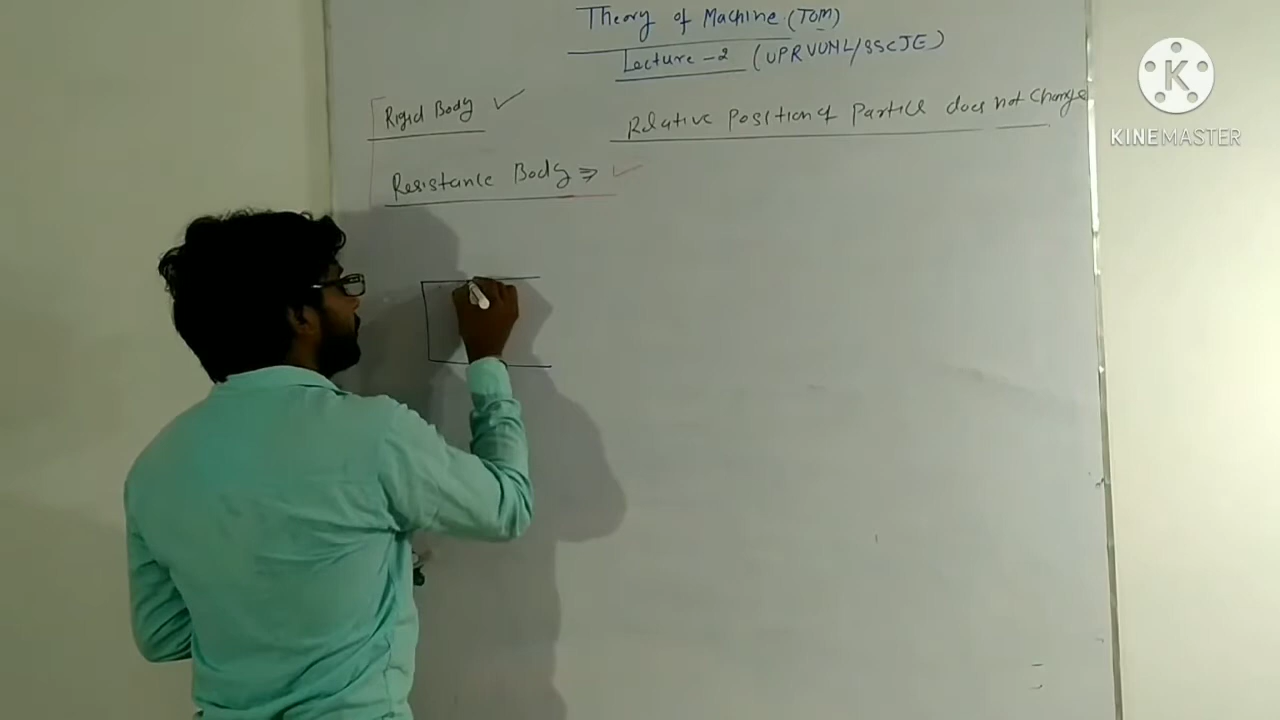 Theory of Machine (TOM)
Lecture -2 (UPRVUNL/SSCJE)
Rigid Body ✓
Relative Position of Particle does not change
Resistance Body ⇒ ✓
KINEMASTER